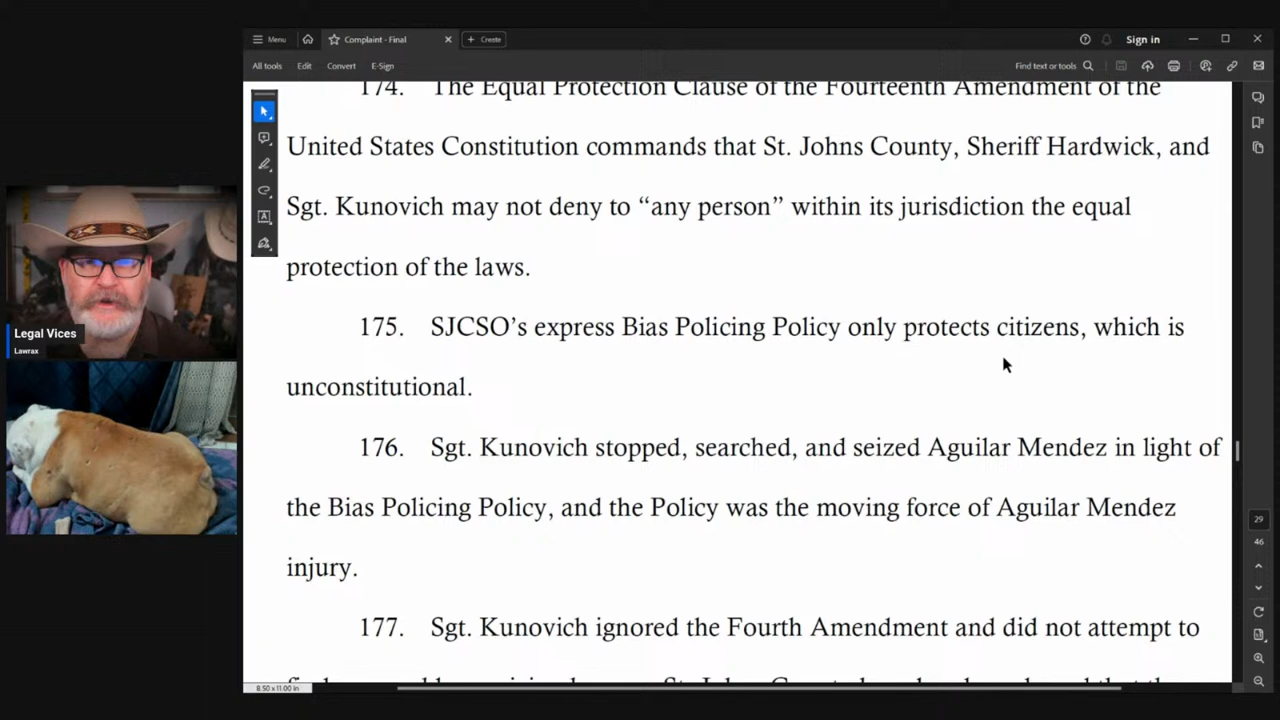 Menu
Complaint - Final
Create
Sign in
All tools
Edit
Convert
E-Sign
Find text or tools
174. The Equal Protection Clause of the Fourteenth Amendment of the
United States Constitution commands that St. Johns County, Sheriff Hardwick, and
Sgt. Kunovich may not deny to “any person” within its jurisdiction the equal
protection of the laws.
175. SJCSO’s express Bias Policing Policy only protects citizens, which is
unconstitutional.
176. Sgt. Kunovich stopped, searched, and seized Aguilar Mendez in light of
the Bias Policing Policy, and the Policy was the moving force of Aguilar Mendez
injury.
177. Sgt. Kunovich ignored the Fourth Amendment and did not attempt to
Legal Vices
Lawrax
29
46
8.50 x 11.00 in